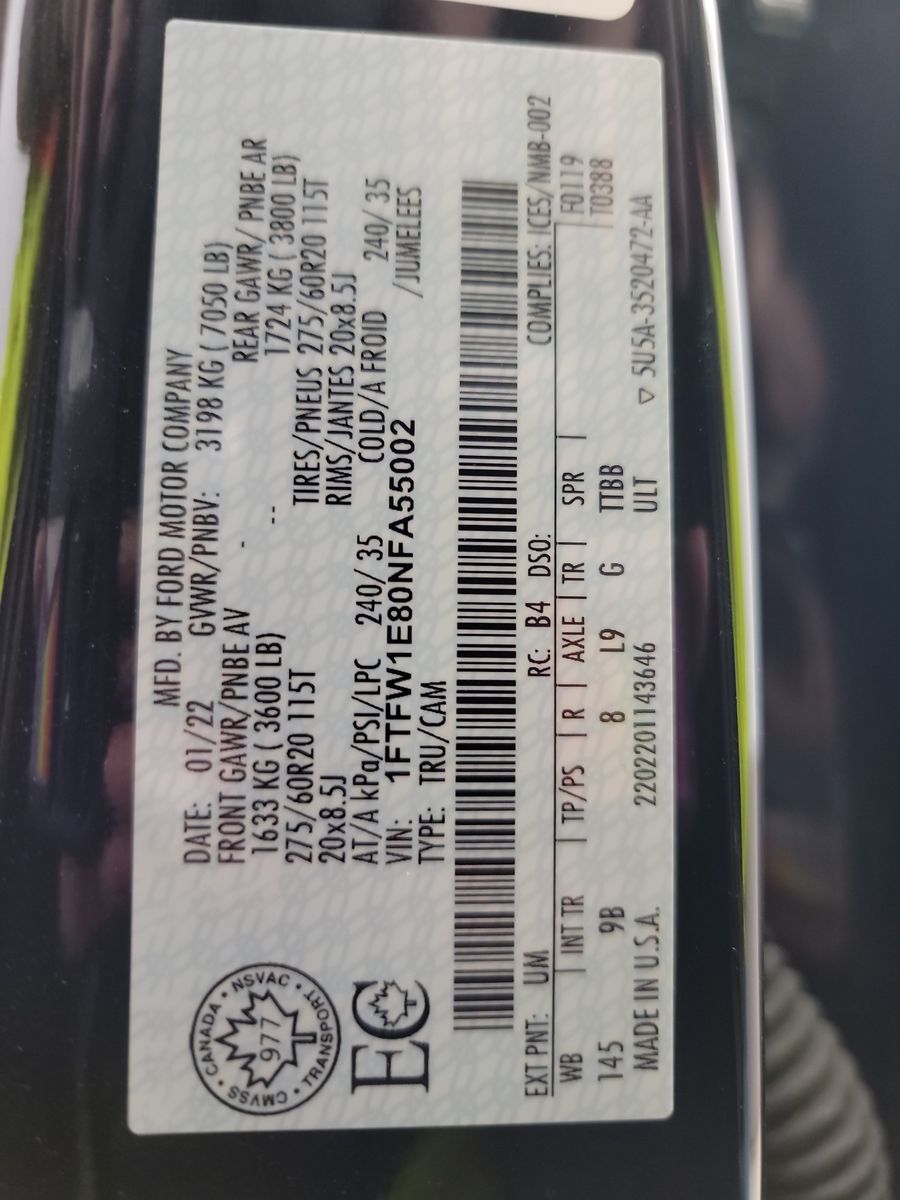 MFD. BY FORD MOTOR COMPANY
DATE: 01/22 GVWR/PNBV: 3198 KG ( 7050 LB)
FRONT GAWR/PNBE AV - REAR GAWR/ PNBE AR
1633 KG ( 3600 LB) -- 1724 KG ( 3800 LB)
275/60R20 115T TIRES/PNEUS 275/60R20 115T
20x8.5J RIMS/JANTES 20x8.5J
AT/A kPa/PSI/LPC 240/ 35 COLD/A FROID 240/ 35
VIN: 1FTFW1E80NFA55002 /JUMELEES
TYPE: TRU/CAM
CANADA • NSVAC • TRANSPORT • CMVSS •
977
EC
EXT PNT: UM RC: B4 DSO: COMPLIES: ICES/NMB-002
WB | INT TR | TP/PS | R | AXLE | TR | SPR | F0119
145 9B 8 L9 G TTBB | T0388
MADE IN U.S.A. 2202201143646 ULT ▽ 5U5A-3520472-AA